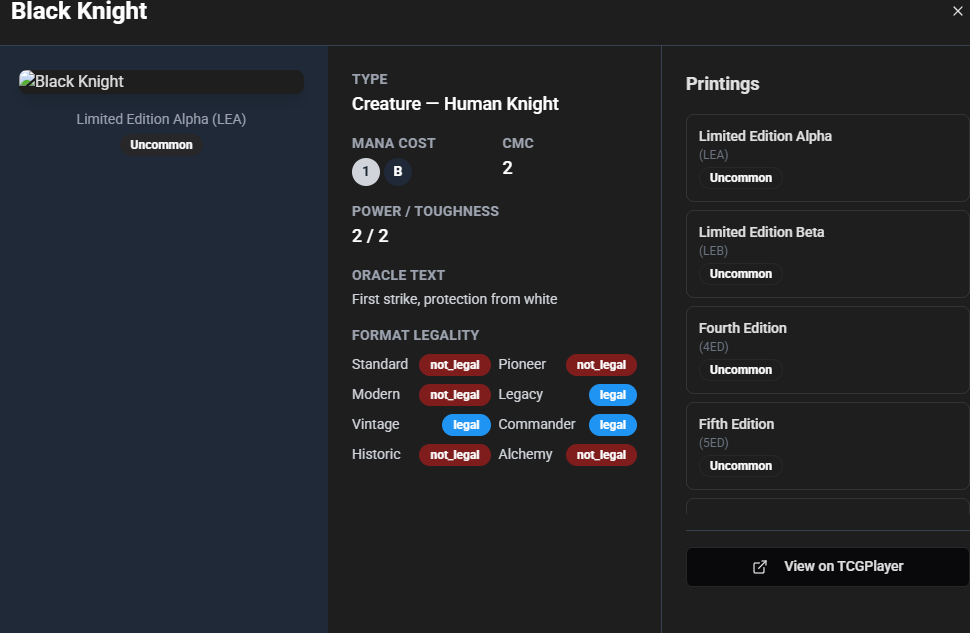 Black Knight
Black Knight
Limited Edition Alpha (LEA)
Uncommon
TYPE
Creature — Human Knight
MANA COST
CMC
1 B
2
POWER / TOUGHNESS
2 / 2
ORACLE TEXT
First strike, protection from white
FORMAT LEGALITY
Standard not_legal Pioneer not_legal
Modern not_legal Legacy legal
Vintage legal Commander legal
Historic not_legal Alchemy not_legal
Printings
Limited Edition Alpha
(LEA)
Uncommon
Limited Edition Beta
(LEB)
Uncommon
Fourth Edition
(4ED)
Uncommon
Fifth Edition
(5ED)
Uncommon
View on TCGPlayer